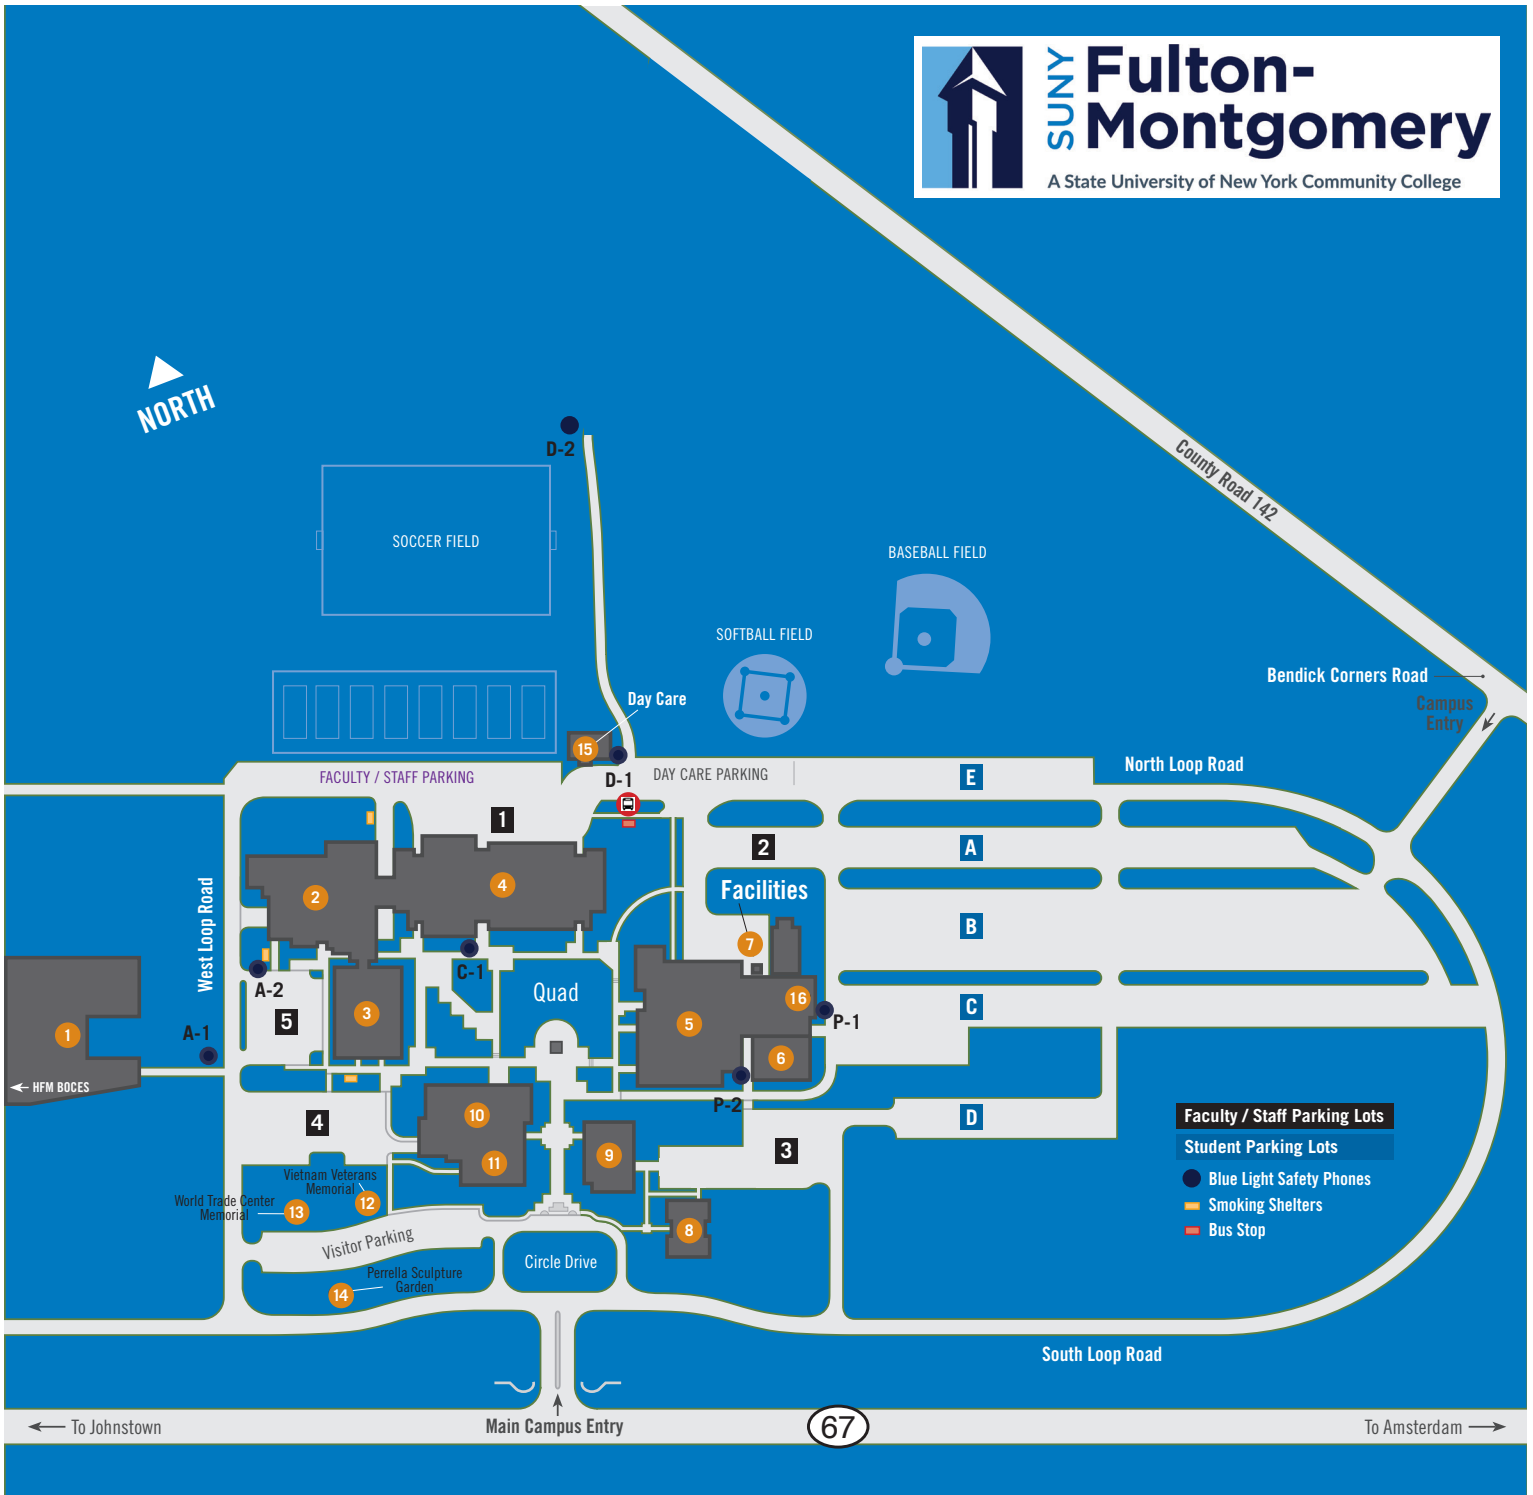 SUNY
Fulton-
Montgomery
A State University of New York Community College
NORTH
D-2
County Road 142
SOCCER FIELD
BASEBALL FIELD
SOFTBALL FIELD
Bendick Corners Road
Campus
Entry
Day Care
15
D-1
FACULTY / STAFF PARKING
DAY CARE PARKING
E
North Loop Road
1
2
A
Facilities
2
4
7
B
West Loop Road
C-1
A-2
Quad
16
3
5
5
C
P-1
A-1
1
6
HFM BOCES
P-2
10
4
D
3
9
11
Faculty / Staff Parking Lots
Student Parking Lots
Blue Light Safety Phones
Smoking Shelters
Bus Stop
Vietnam Veterans
Memorial
12
World Trade Center
Memorial
13
8
Visitor Parking
Circle Drive
Perrella Sculpture
Garden
14
South Loop Road
To Johnstown
Main Campus Entry
67
To Amsterdam